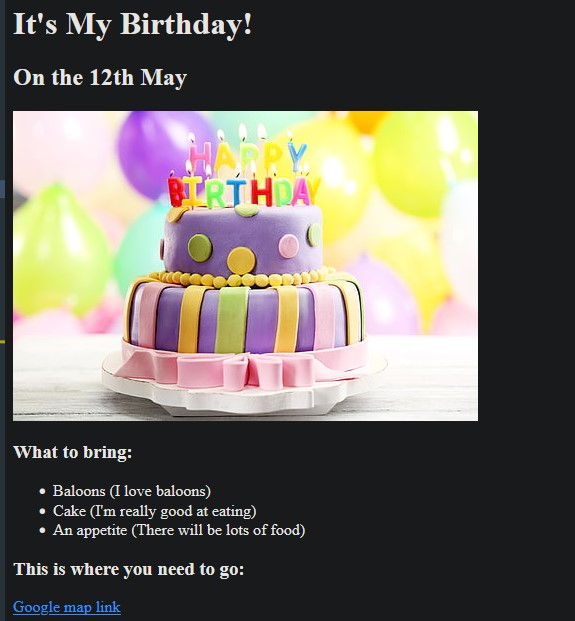 It's My Birthday!
On the 12th May
HAPPY
BIRTHDAY
What to bring:
Baloons (I love baloons)
Cake (I'm really good at eating)
An appetite (There will be lots of food)
This is where you need to go:
Google map link